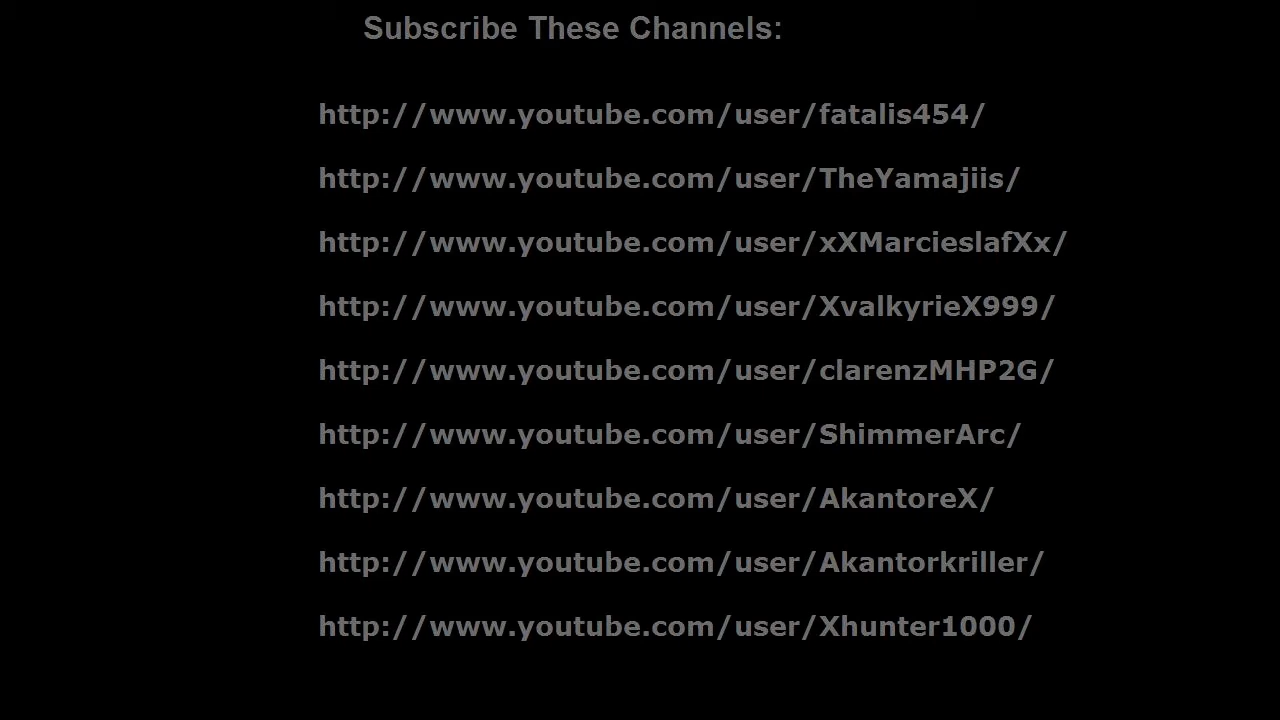 Subscribe These Channels:
http://www.youtube.com/user/fatalis454/
http://www.youtube.com/user/TheYamajiis/
http://www.youtube.com/user/xXMarcieslafXx/
http://www.youtube.com/user/XvalkyrieX999/
http://www.youtube.com/user/clarenzMHP2G/
http://www.youtube.com/user/ShimmerArc/
http://www.youtube.com/user/AkantoreX/
http://www.youtube.com/user/Akantorkriller/
http://www.youtube.com/user/Xhunter1000/